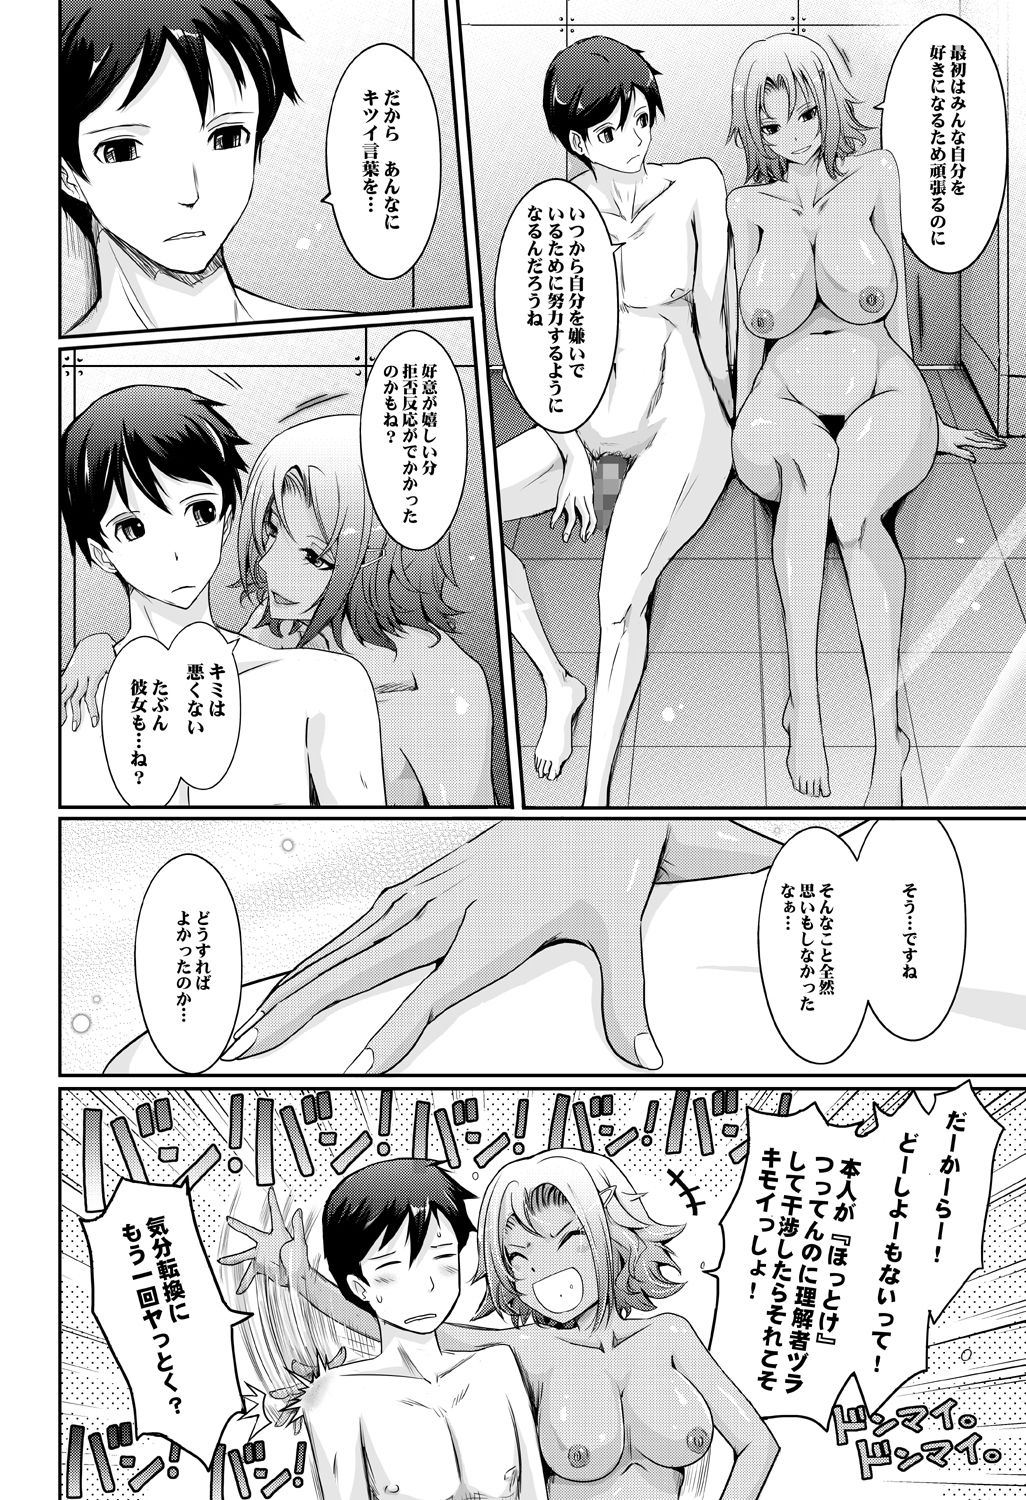 最初はみんな自分を
好きになるため頑張るのに
いつから自分を嫌いで
いるために努力するように
なるんだろうね
だから あんなに
キツイ言葉を…
好意が嬉しい分
拒否反応がでかかった
のかもね?
キミは
悪くない
たぶん
彼女も…ね?
そう…ですね
そんなこと全然
思いもしなかった
なぁ…
どうすれば
よかったのか…
だーかーらー!
どーしよーもないって!
本人が『ほっとけ』
つってんのに理解者ヅラ
して干渉したらそれこそ
キモイっしょ!
ドンマイ。
ドンマイ。
バン!
バン!
バン!
バン!
バン!
バン!
気分転換に
もう一回ヤっとく?
バン!
バン!